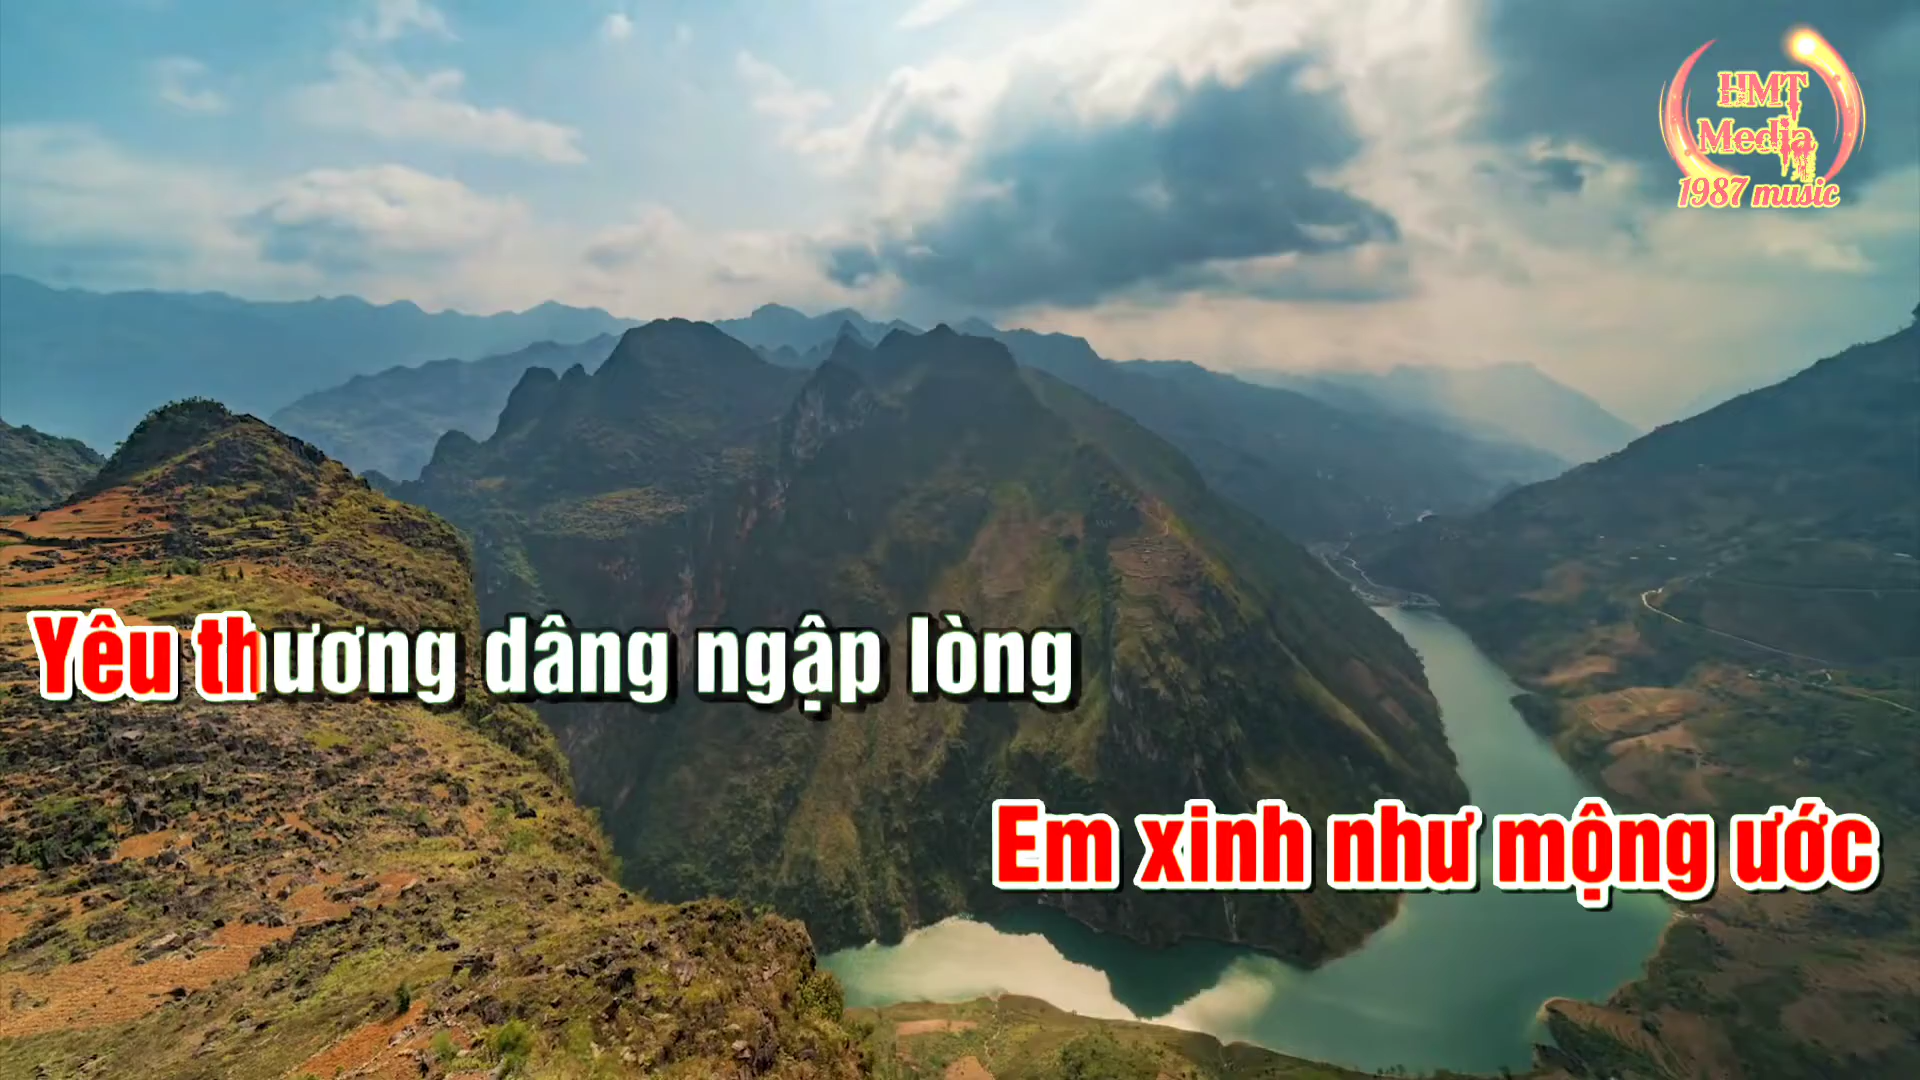 HMT
Media
1987 music
Yêu thương dâng ngập lòng
Em xinh như mộng ước